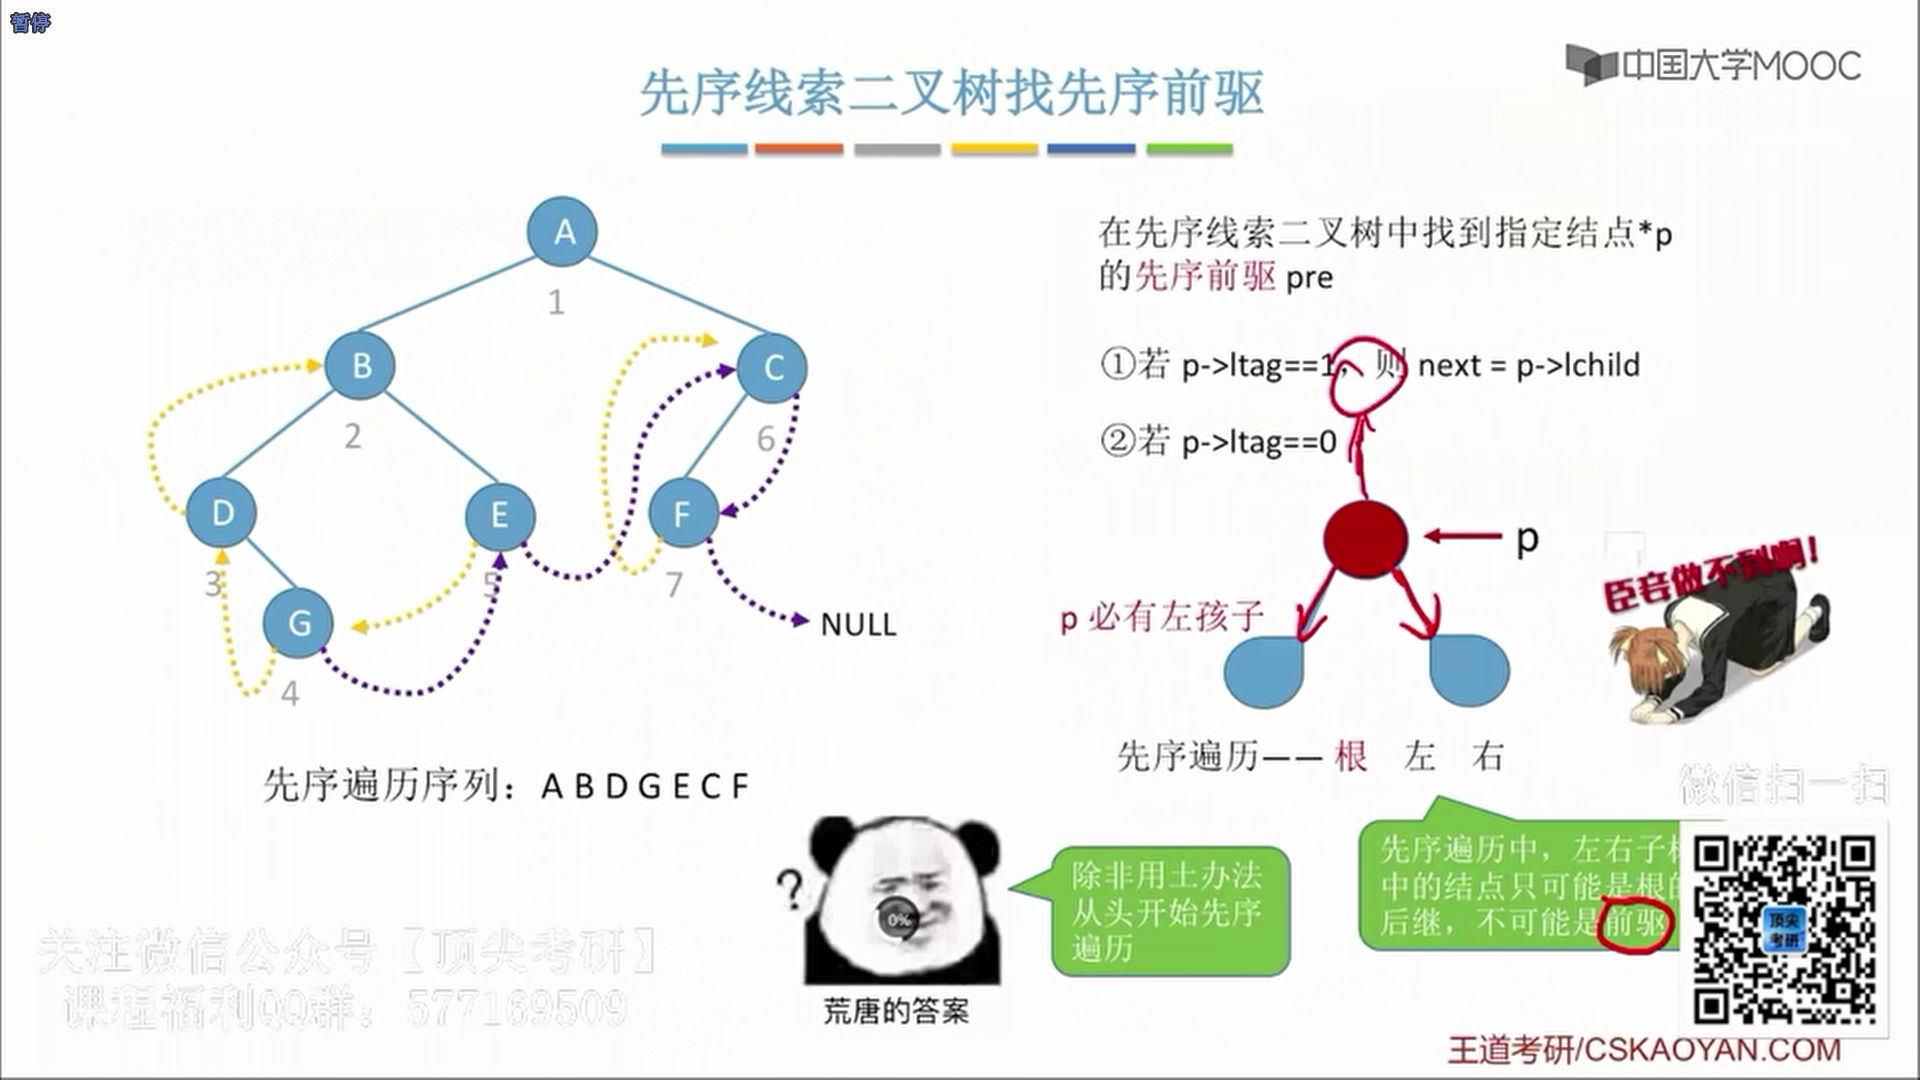 暂停
中国大学MOOC
先序线索二叉树找先序前驱
A
1
B
2
C
6
D
3
E
5
F
7
G
4
NULL
先序遍历序列：A B D G E C F
在先序线索二叉树中找到指定结点*p
的先序前驱 pre
①若 p->ltag==1，则 next = p->lchild
②若 p->ltag==0
p
p 必有左孩子
臣妾做不到啊！
先序遍历—— 根 左 右
?
0%
荒唐的答案
除非用土办法
从头开始先序
遍历
先序遍历中，左右子
中的结点只可能是根
后继，不可能是前驱
微信扫一扫
顶尖
考研
关注微信公众号【顶尖考研】
课程福利QQ群：577169509
王道考研/CSKAOYAN.COM